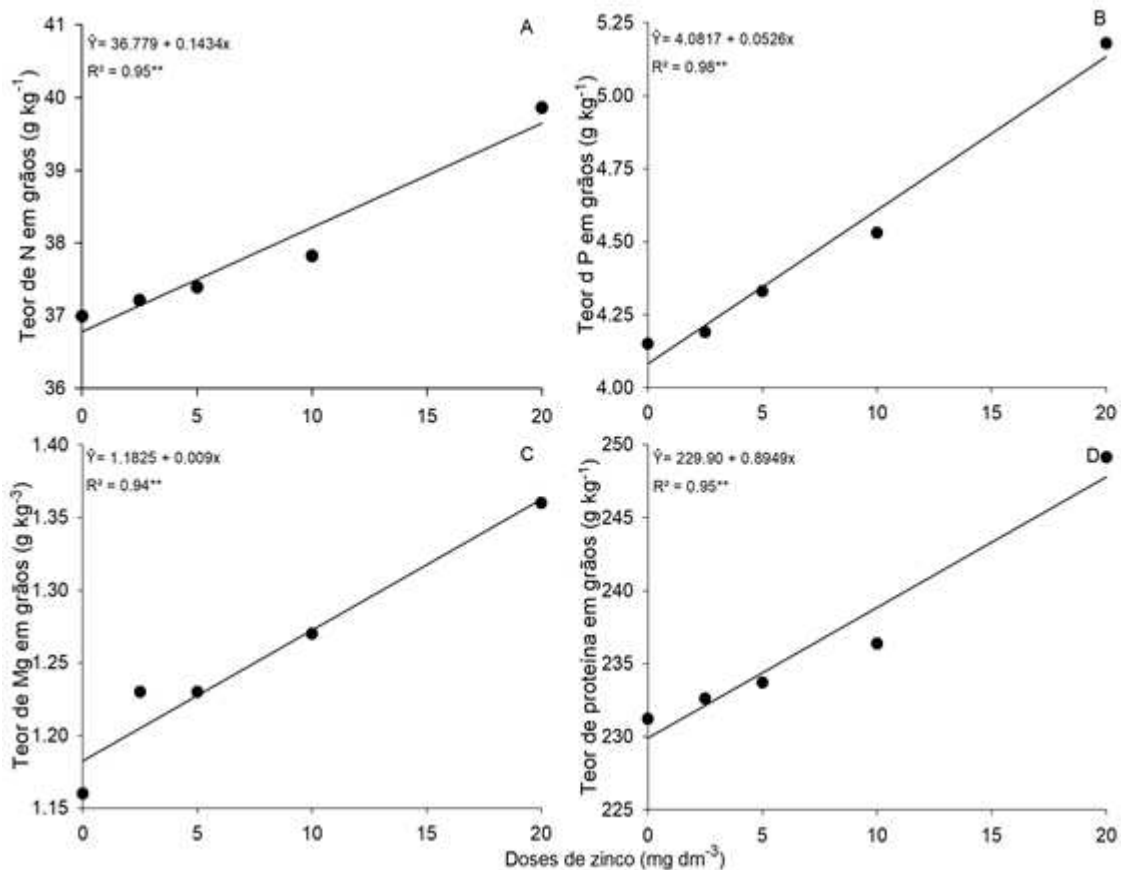 A
Ŷ= 36.779 + 0.1434x
R² = 0.95**
Teor de N em grãos (g kg⁻¹)
41
40
39
38
37
36
0 5 10 15 20
B
Ŷ= 4.0817 + 0.0526x
R² = 0.98**
Teor d P em grãos (g kg⁻¹)
5.25
5.00
4.75
4.50
4.25
4.00
0 5 10 15 20
C
Ŷ= 1.1825 + 0.009x
R² = 0.94**
Teor de Mg em grãos (g kg⁻³)
1.40
1.35
1.30
1.25
1.20
1.15
0 5 10 15 20
D
Ŷ= 229.90 + 0.8949x
R² = 0.95**
Teor de proteína em grãos (g kg⁻¹)
250
245
240
235
230
225
0 5 10 15 20
Doses de zinco (mg dm⁻³)